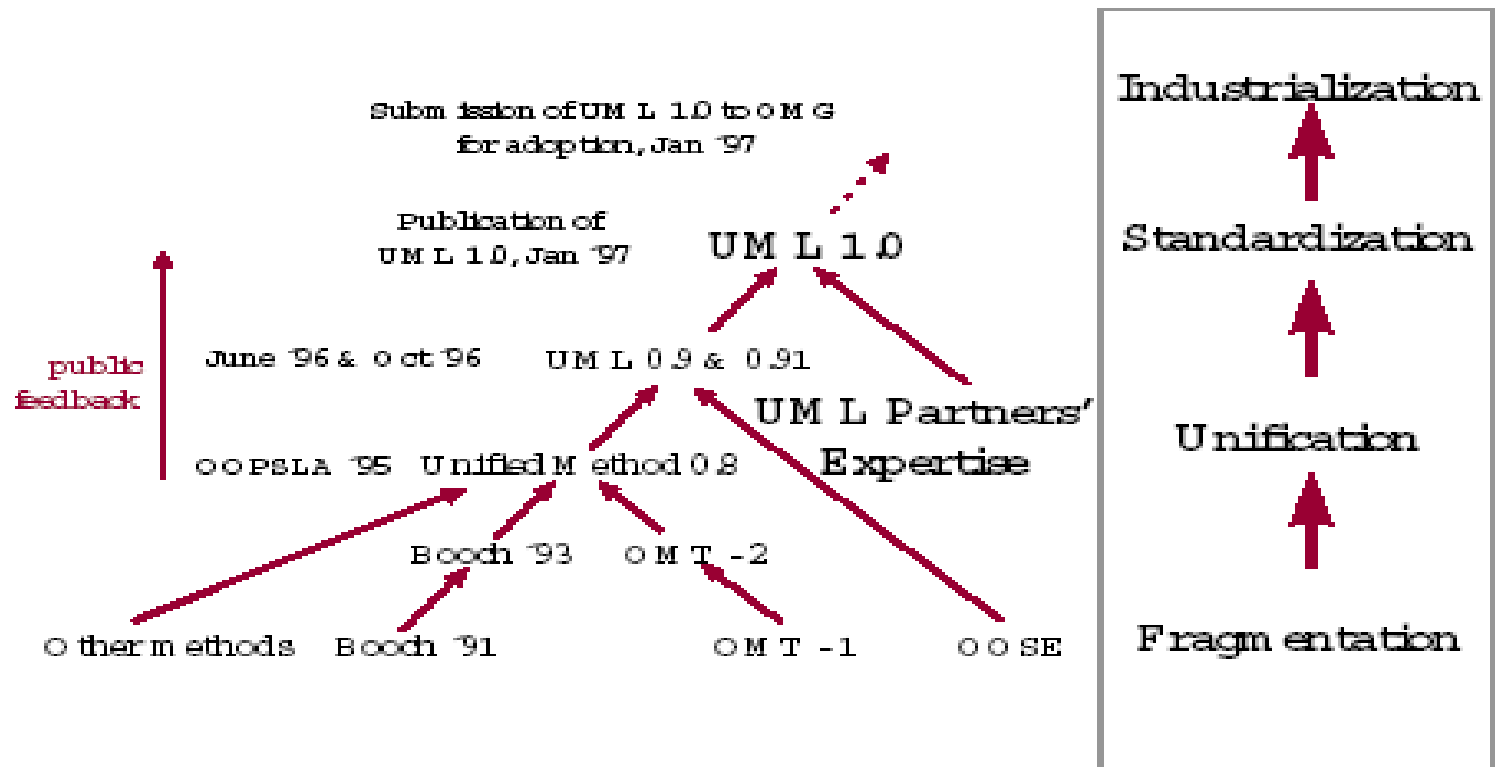 Submission of UML 1.0 to OMG
for adoption, Jan '97
Publication of
UML 1.0, Jan '97
UML 1.0
public
feedback
June '96 & Oct '96
UML 0.9 & 0.91
UML Partners'
Expertise
OOPSLA '95
Unified Method 0.8
Booch '93
OMT -2
Other methods
Booch '91
OMT -1
OOSE
Industrialization
Standardization
Unification
Fragmentation